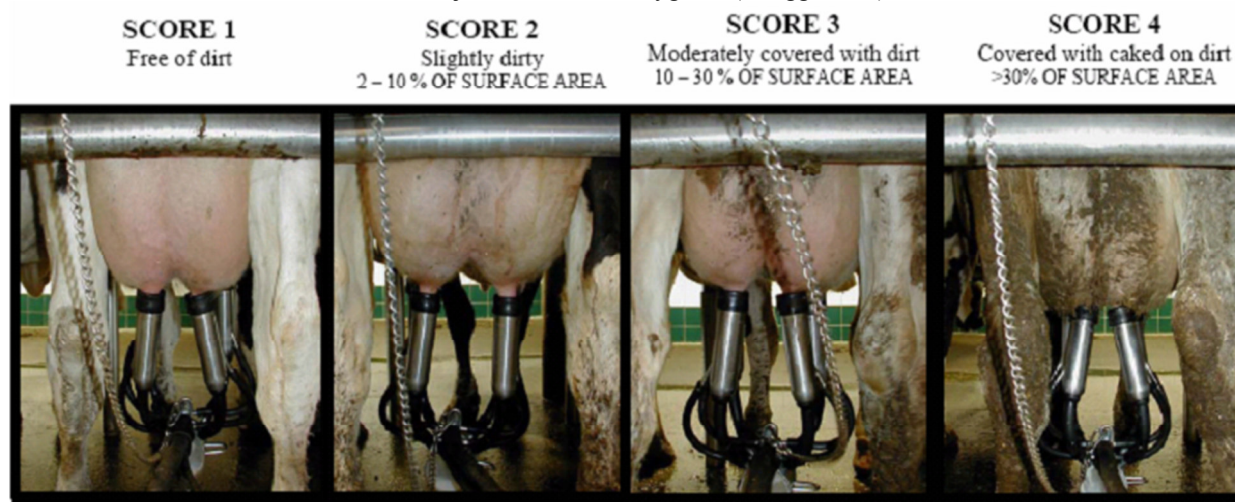 SCORE 1
Free of dirt
SCORE 2
Slightly dirty
2 – 10 % OF SURFACE AREA
SCORE 3
Moderately covered with dirt
10 – 30 % OF SURFACE AREA
SCORE 4
Covered with caked on dirt
>30% OF SURFACE AREA